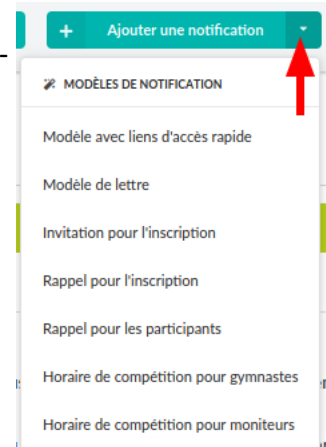 + Ajouter une notification
MODÈLES DE NOTIFICATION
Modèle avec liens d'accès rapide
Modèle de lettre
Invitation pour l'inscription
Rappel pour l'inscription
Rappel pour les participants
Horaire de compétition pour gymnastes
Horaire de compétition pour moniteurs